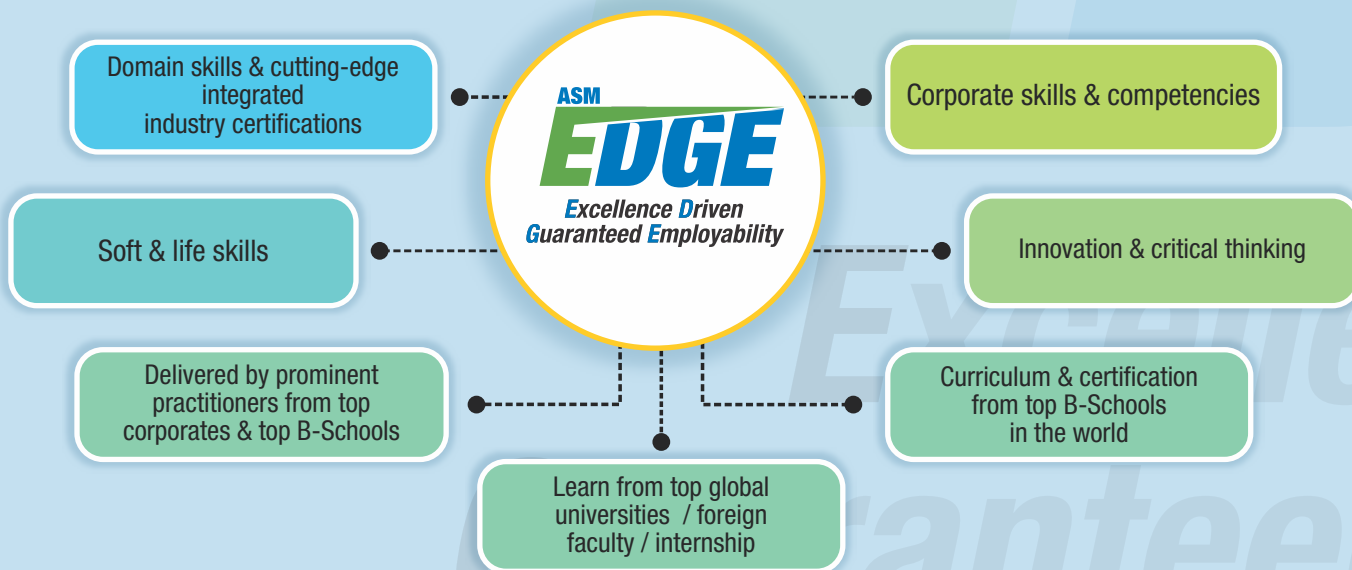 Domain skills & cutting-edge
integrated
industry certifications
ASM
EDGE
Excellence Driven
Guaranteed Employability
Corporate skills & competencies
Soft & life skills
Innovation & critical thinking
Delivered by prominent
practitioners from top
corporates & top B-Schools
Curriculum & certification
from top B-Schools
in the world
Learn from top global
universities / foreign
faculty / internship